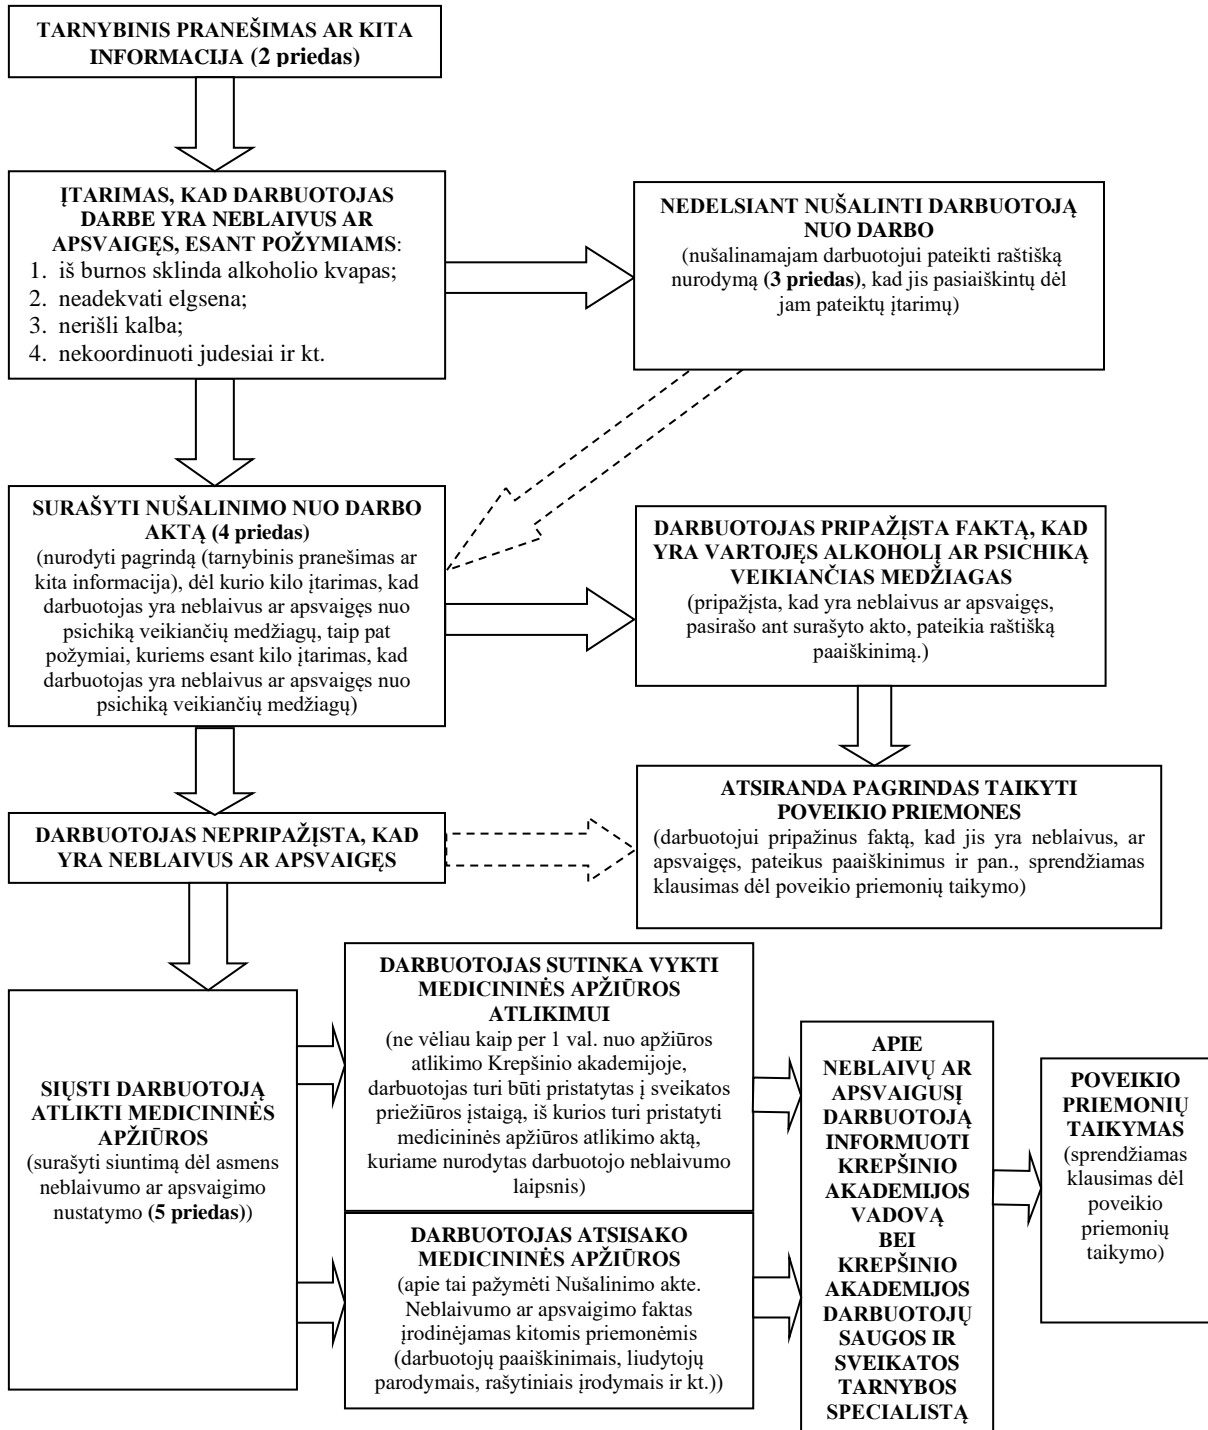 TARNYBINIS PRANEŠIMAS AR KITA
INFORMACIJA (2 priedas)
ĮTARIMAS, KAD DARBUOTOJAS
DARBE YRA NEBLAIVUS AR
APSVAIGĘS, ESANT POŽYMIAMS:
1. iš burnos sklinda alkoholio kvapas;
2. neadekvati elgsena;
3. nerišli kalba;
4. nekoordinuoti judesiai ir kt.
NEDELSIANT NUŠALINTI DARBUOTOJĄ
NUO DARBO
(nušalinamajam darbuotojui pateikti raštišką
nurodymą (3 priedas), kad jis pasiaiškintų dėl
jam pateiktų įtarimų)
SURAŠYTI NUŠALINIMO NUO DARBO
AKTĄ (4 priedas)
(nurodyti pagrindą (tarnybinis pranešimas ar
kita informacija), dėl kurio kilo įtarimas, kad
darbuotojas yra neblaivus ar apsvaigęs nuo
psichiką veikiančių medžiagų, taip pat
požymiai, kuriems esant kilo įtarimas, kad
darbuotojas yra neblaivus ar apsvaigęs nuo
psichiką veikiančių medžiagų)
DARBUOTOJAS PRIPAŽĮSTA FAKTĄ, KAD
YRA VARTOJĘS ALKOHOLĮ AR PSICHIKĄ
VEIKIANČIAS MEDŽIAGAS
(pripažįsta, kad yra neblaivus ar apsvaigęs,
pasirašo ant surašyto akto, pateikia raštišką
paaiškinimą.)
DARBUOTOJAS NEPRIPAŽĮSTA, KAD
YRA NEBLAIVUS AR APSVAIGĘS
ATSIRANDA PAGRINDAS TAIKYTI
POVEIKIO PRIEMONES
(darbuotojui pripažinus faktą, kad jis yra neblaivus, ar
apsvaigęs, pateikus paaiškinimus ir pan., sprendžiamas
klausimas dėl poveikio priemonių taikymo)
SIŲSTI DARBUOTOJĄ
ATLIKTI MEDICININĖS
APŽIŪROS
(surašyti siuntimą dėl asmens
neblaivumo ar apsvaigimo
nustatymo (5 priedas))
DARBUOTOJAS SUTINKA VYKTI
MEDICININĖS APŽIŪROS
ATLIKIMUI
(ne vėliau kaip per 1 val. nuo apžiūros
atlikimo Krepšinio akademijoje,
darbuotojas turi būti pristatytas į sveikatos
priežiūros įstaigą, iš kurios turi pristatyti
medicininės apžiūros atlikimo aktą,
kuriame nurodytas darbuotojo neblaivumo
laipsnis)
DARBUOTOJAS ATSISAKO
MEDICININĖS APŽIŪROS
(apie tai pažymėti Nušalinimo akte.
Neblaivumo ar apsvaigimo faktas
įrodinėjamas kitomis priemonėmis
(darbuotojų paaiškinimais, liudytojų
parodymais, rašytiniais įrodymais ir kt.))
APIE
NEBLAIVŲ AR
APSVAIGUSĮ
DARBUOTOJĄ
INFORMUOTI
KREPŠINIO
AKADEMIJOS
VADOVĄ
BEI
KREPŠINIO
AKADEMIJOS
DARBUOTOJŲ
SAUGOS IR
SVEIKATOS
TARNYBOS
SPECIALISTĄ
POVEIKIO
PRIEMONIŲ
TAIKYMAS
(sprendžiamas
klausimas dėl
poveikio
priemonių
taikymo)